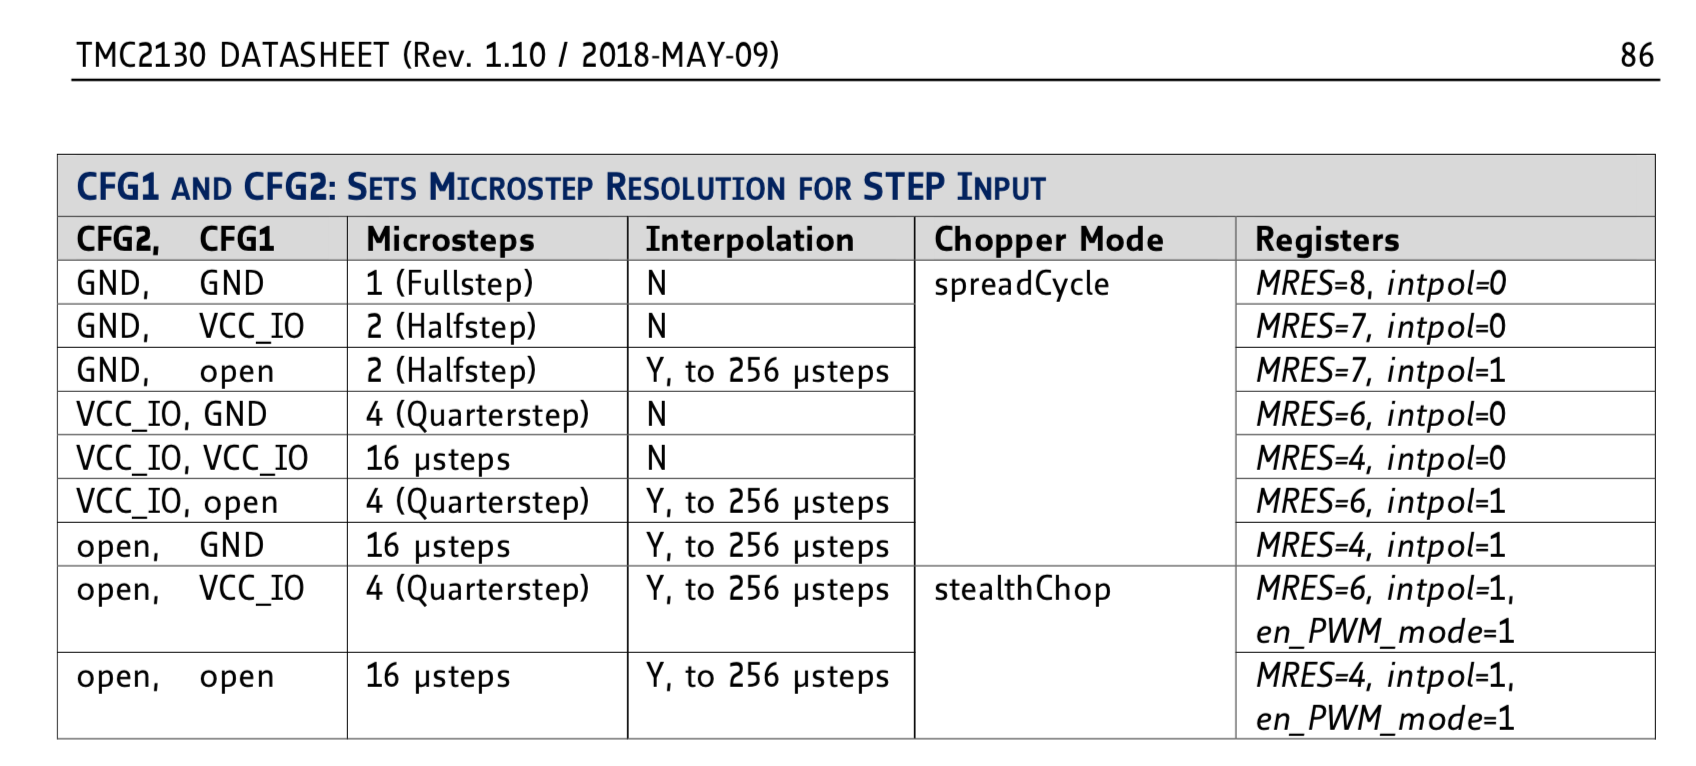 TMC2130 DATASHEET (Rev. 1.10 / 2018-MAY-09) 86
CFG1 AND CFG2: SETS MICROSTEP RESOLUTION FOR STEP INPUT
CFG2, CFG1 Microsteps Interpolation Chopper Mode Registers
GND, GND 1 (Fullstep) N spreadCycle MRES=8, intpol=0
GND, VCC_IO 2 (Halfstep) N MRES=7, intpol=0
GND, open 2 (Halfstep) Y, to 256 µsteps MRES=7, intpol=1
VCC_IO, GND 4 (Quarterstep) N MRES=6, intpol=0
VCC_IO, VCC_IO 16 µsteps N MRES=4, intpol=0
VCC_IO, open 4 (Quarterstep) Y, to 256 µsteps MRES=6, intpol=1
open, GND 16 µsteps Y, to 256 µsteps MRES=4, intpol=1
open, VCC_IO 4 (Quarterstep) Y, to 256 µsteps stealthChop MRES=6, intpol=1,
en_PWM_mode=1
open, open 16 µsteps Y, to 256 µsteps MRES=4, intpol=1,
en_PWM_mode=1